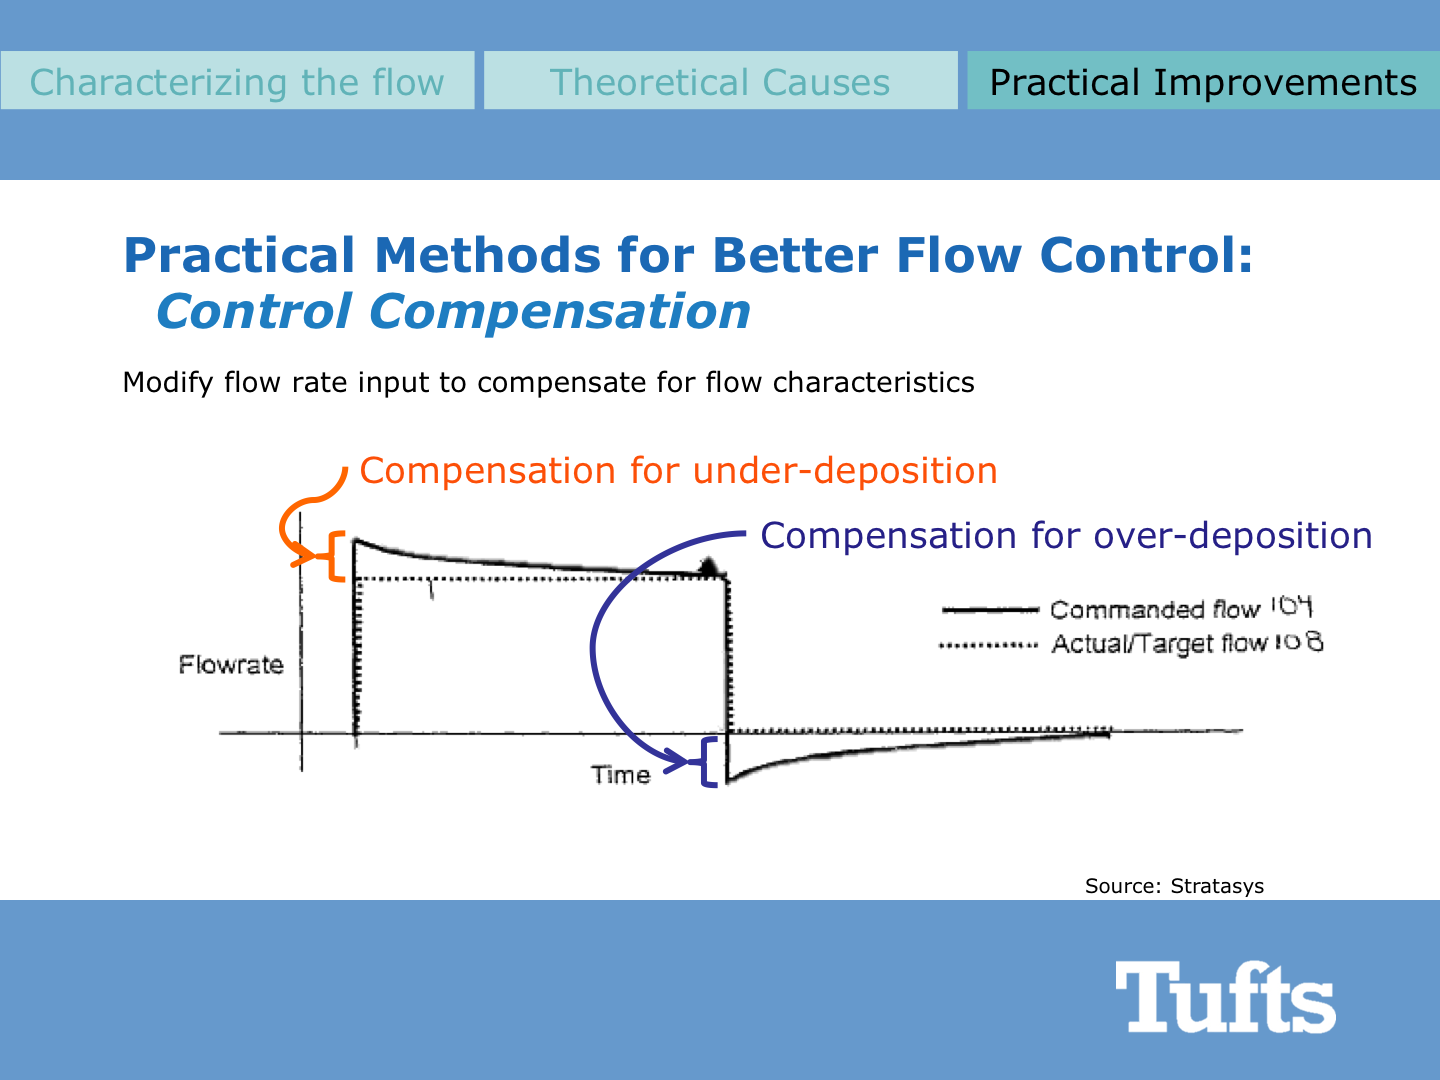 Characterizing the flow
Theoretical Causes
Practical Improvements
Practical Methods for Better Flow Control:
Control Compensation
Modify flow rate input to compensate for flow characteristics
Compensation for under-deposition
Compensation for over-deposition
Commanded flow 104
Actual/Target flow 108
Flowrate
Time
Source: Stratasys
Tufts